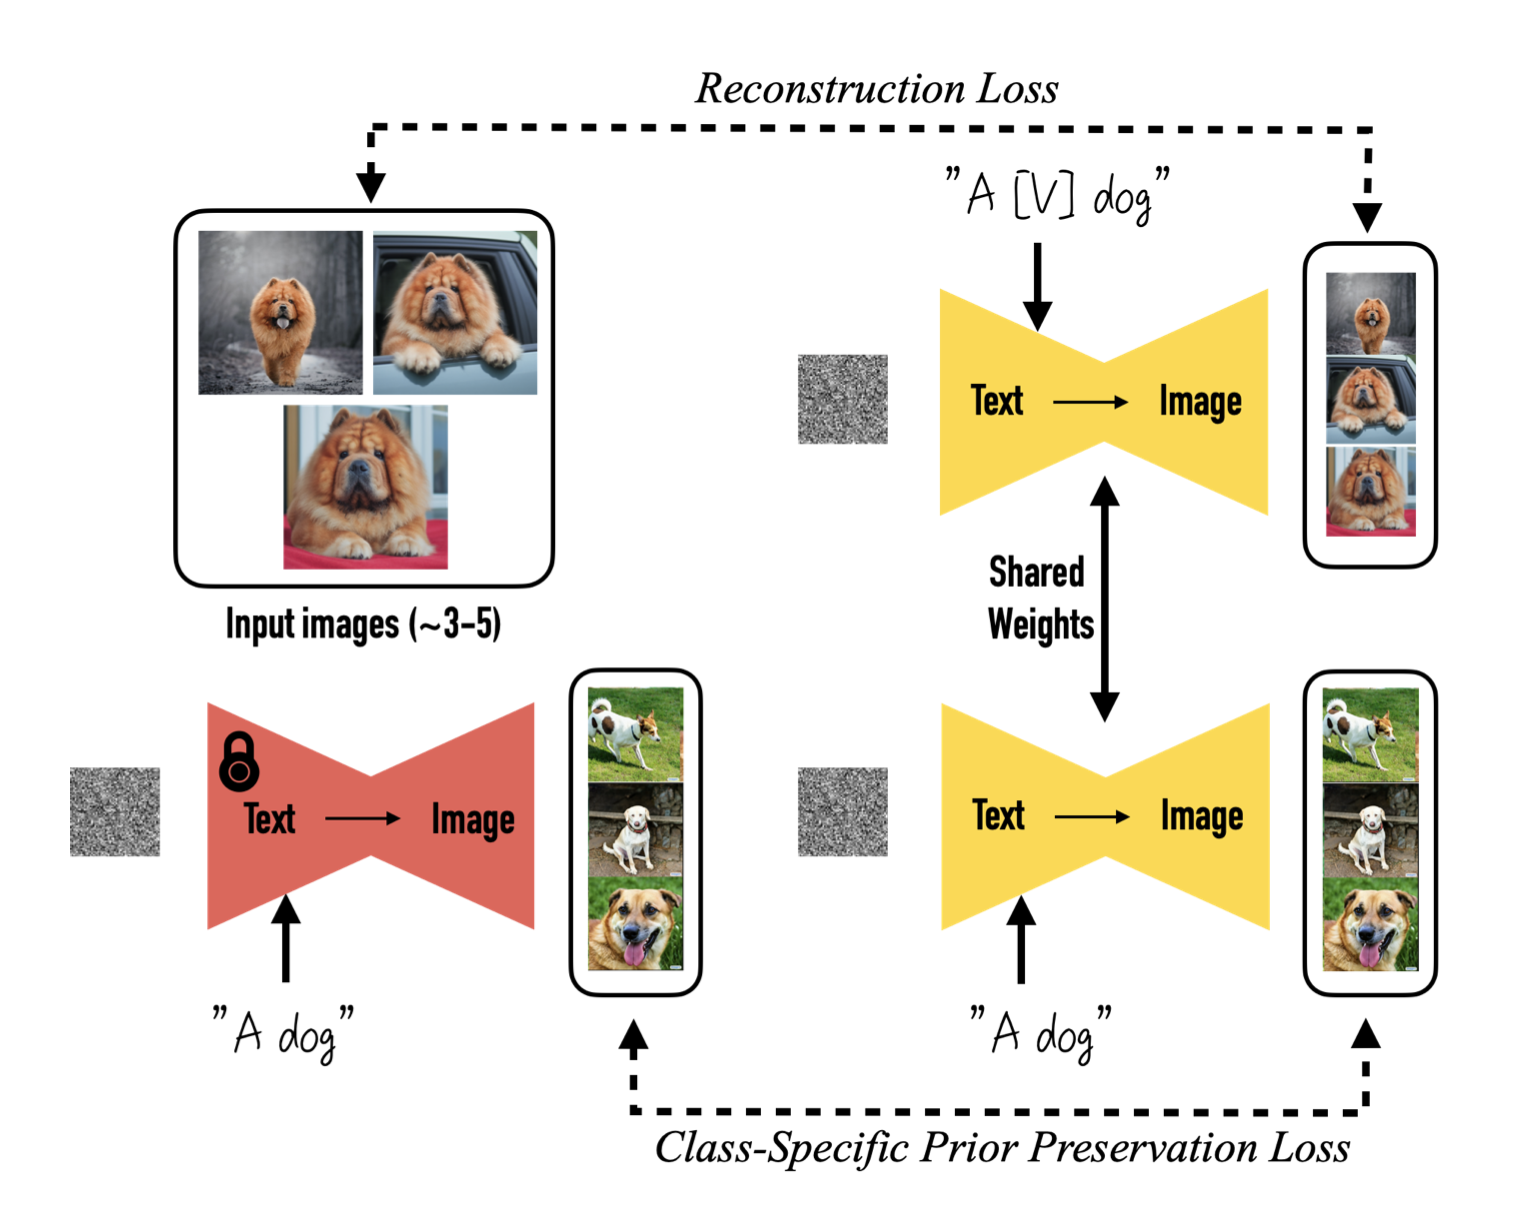 Reconstruction Loss
"A [V] dog"
Text
Image
Shared
Weights
Input images (~3–5)
Text
Image
"A dog"
Text
Image
"A dog"
Class-Specific Prior Preservation Loss